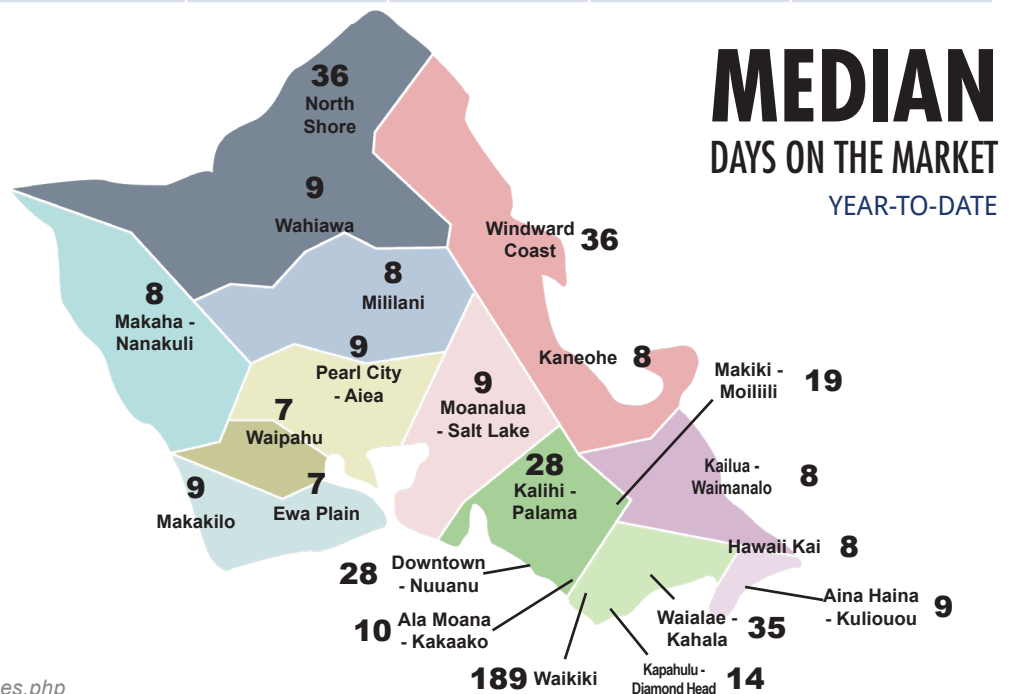 MEDIAN
DAYS ON THE MARKET
YEAR-TO-DATE
36
North
Shore
9
Wahiawa
Windward
Coast 36
8
Mililani
8
Makaha -
Nanakuli
9
Pearl City
- Aiea
Kaneohe 8
9
Moanalua
- Salt Lake
Makiki -
Moiliili 19
7
Waipahu
28
Kalihi -
Palama
Kailua -
Waimanalo 8
9
Makakilo
7
Ewa Plain
Hawaii Kai 8
28 Downtown
- Nuuanu
Aina Haina
- Kuliouou 9
10 Ala Moana
- Kakaako
Waialae -
Kahala 35
189 Waikiki
Kapahulu -
Diamond Head 14
es.php